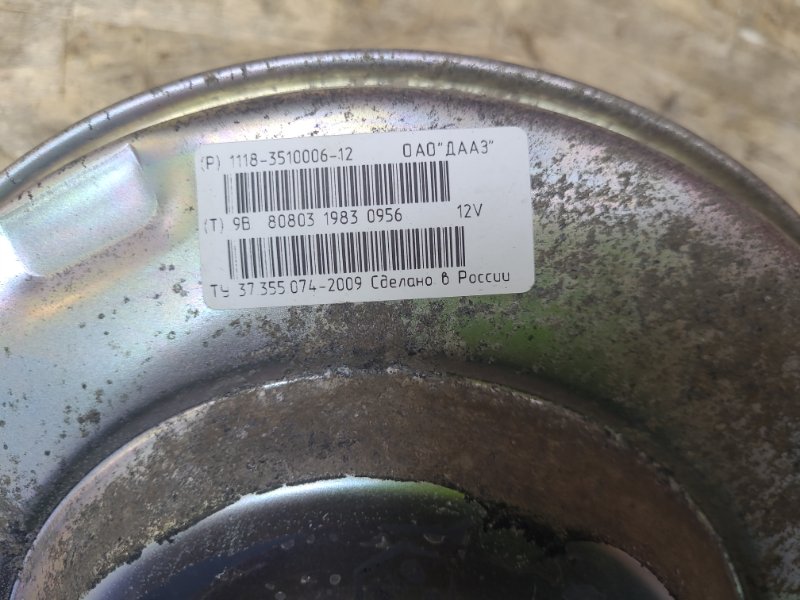 (P) 1118-3510006-12 ОАО"ДААЗ"
(T) 9B 80803 1983 0956 12V
ТУ 37 355 074-2009 Сделано в России